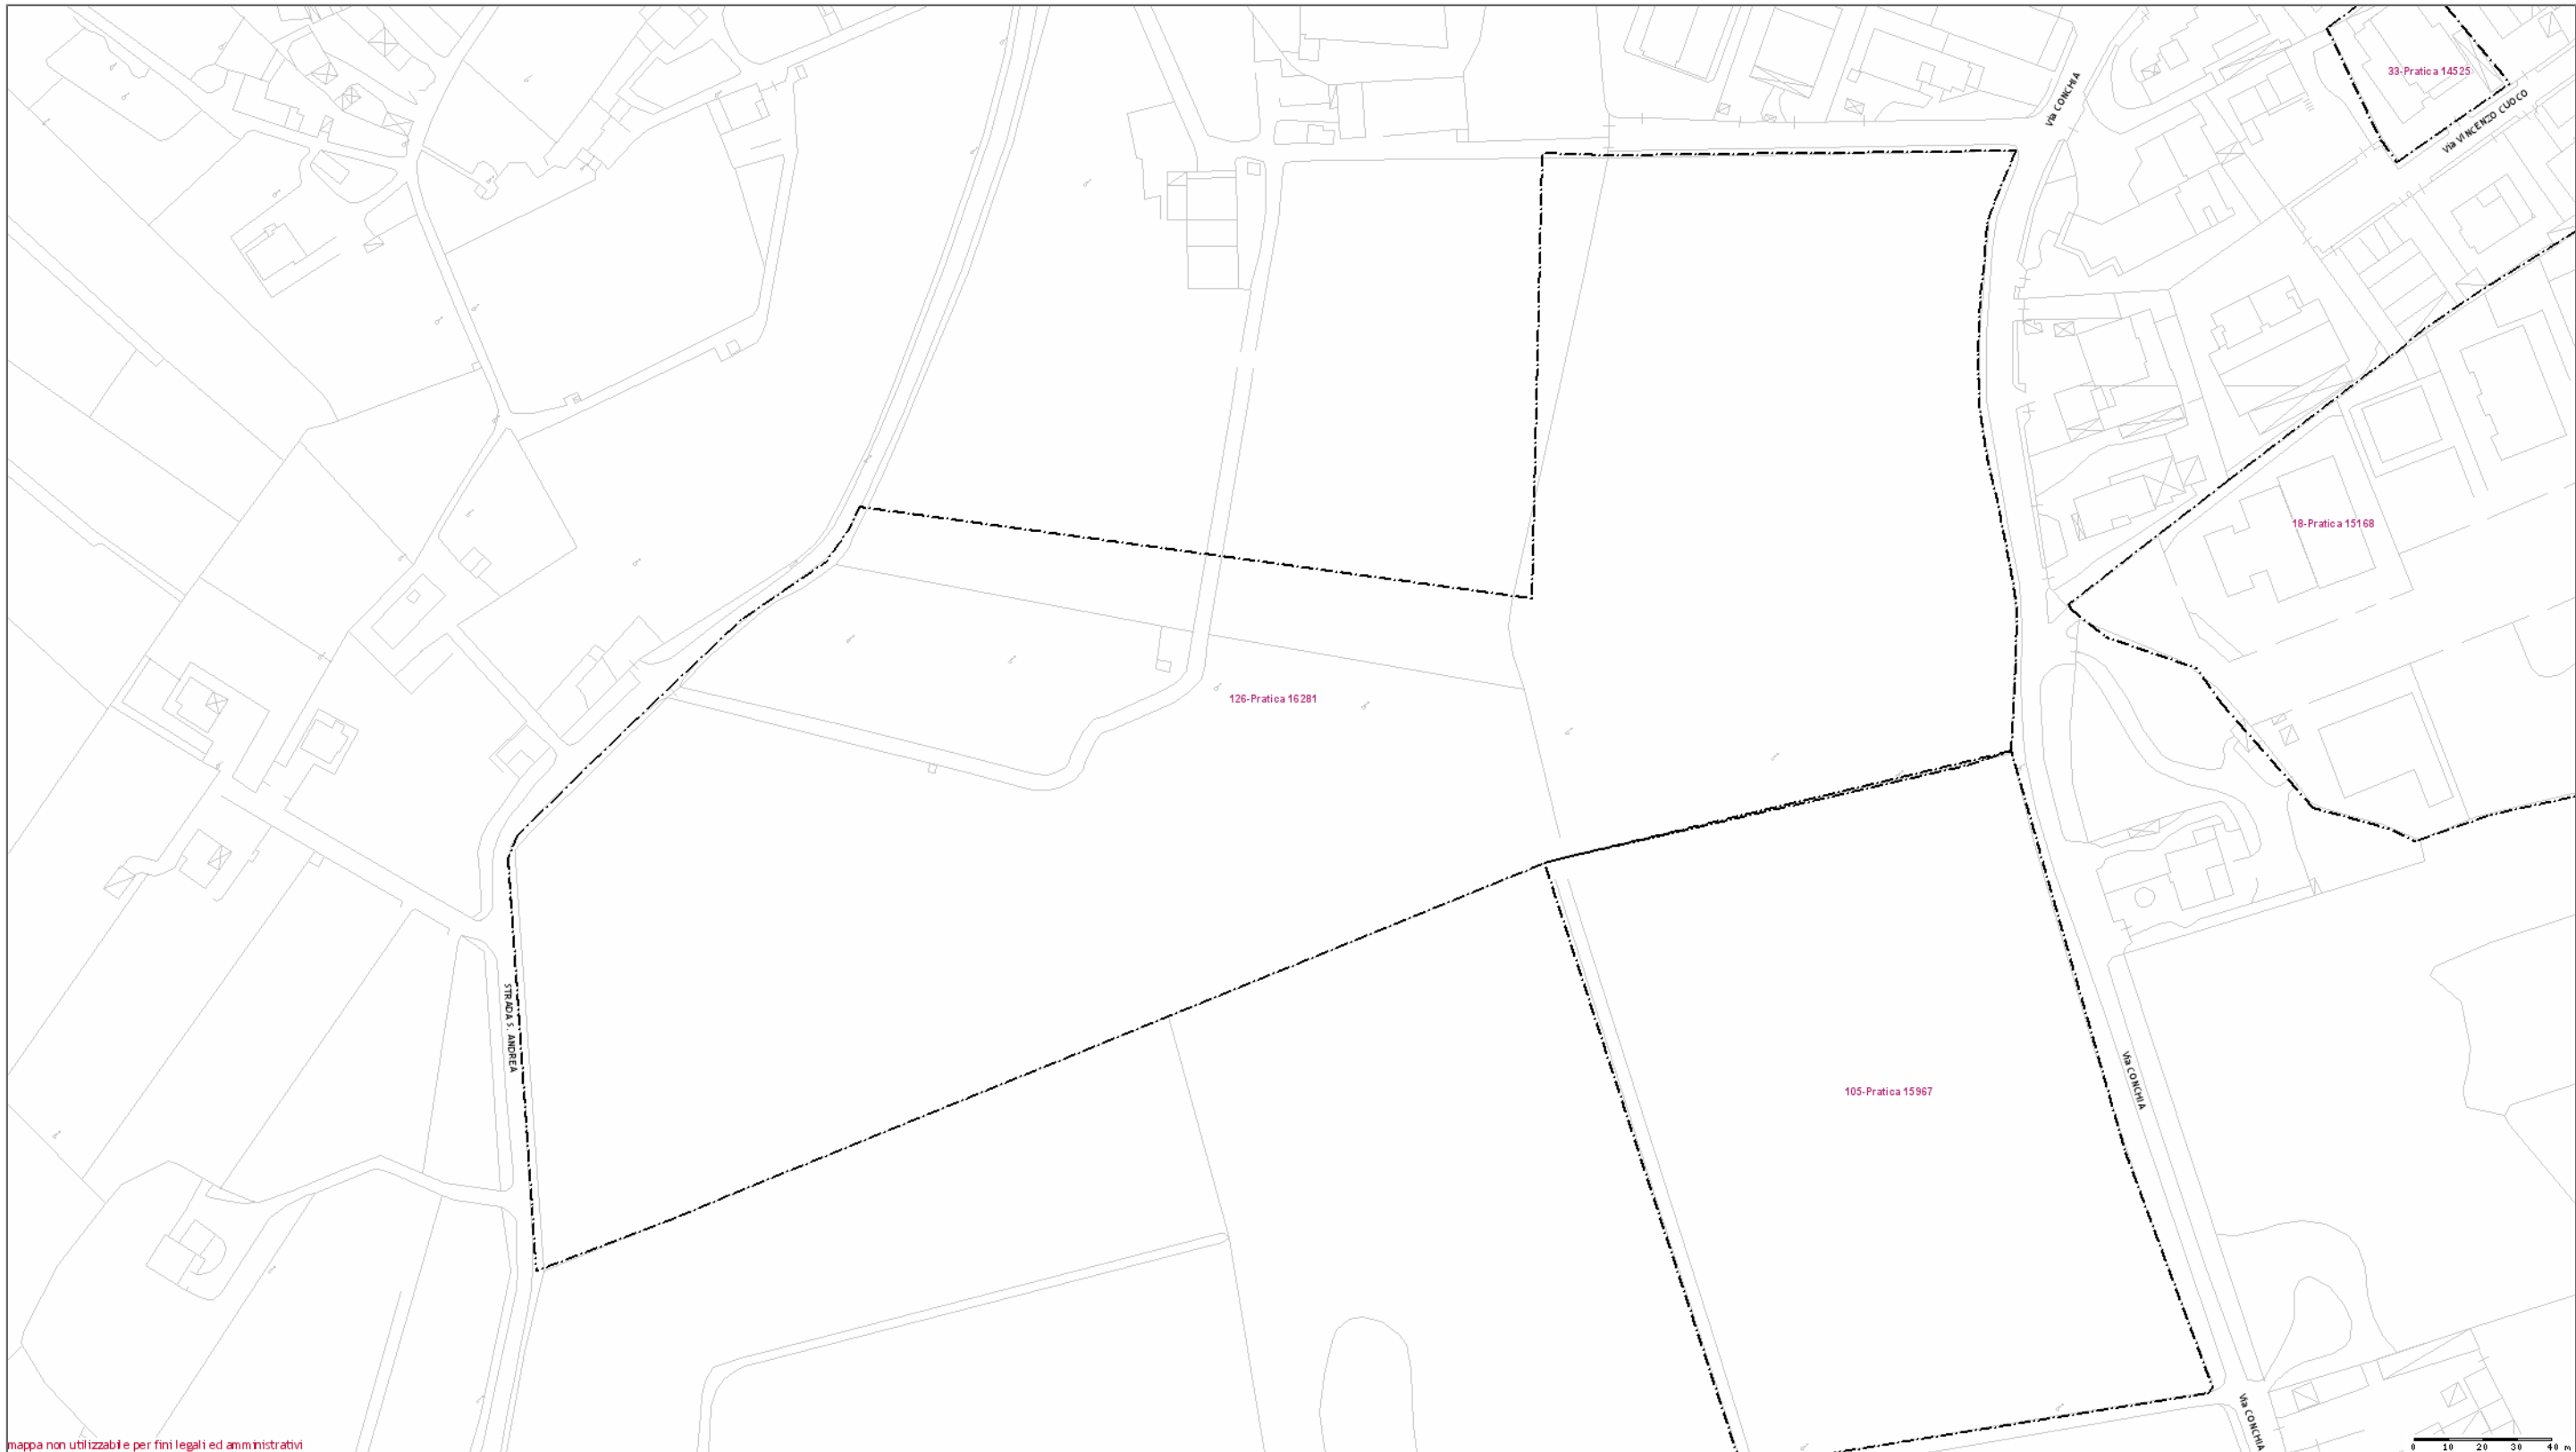 33-Pratica 14525
Via CONCHIA
Via VINCENZO CUOCO
18-Pratica 15168
126-Pratica 16281
STRADA S. ANDREA
Via CONCHIA
105-Pratica 15967
Via CONCHIA
mappa non utilizzabile per fini legali ed amministrativi
0 10 20 30 40 m